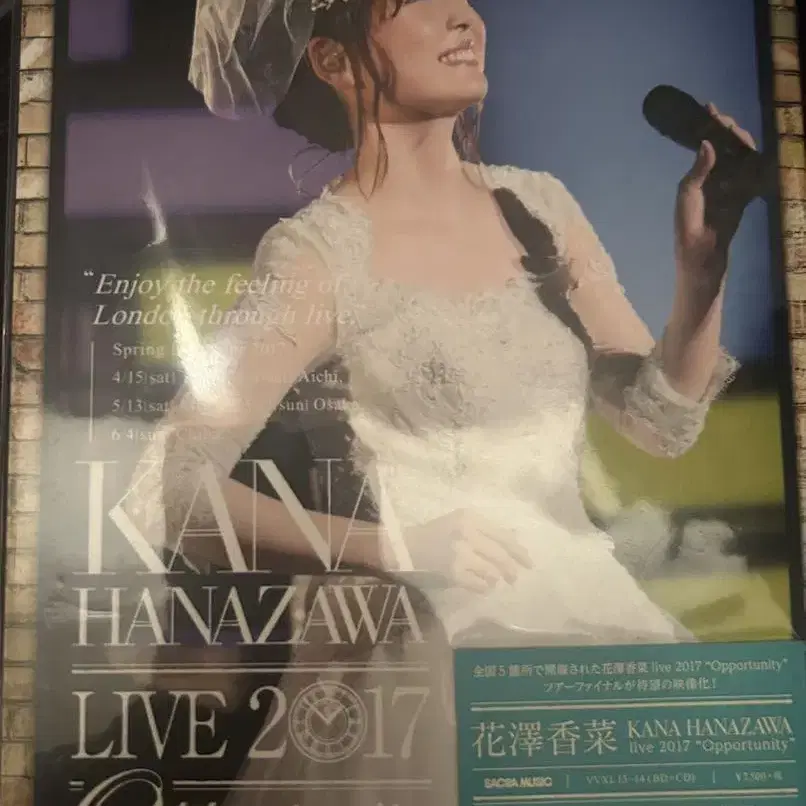 "Enjoy the feeling of
London through live."
Spring
4/15(sat) Aichi,
5/13(sat) Osaka,
6/4(sun)
KANA
HANAZAWA
LIVE 2017
全国5箇所で開催された花澤香菜 live 2017 "Opportunity"
ツアーファイナルが待望の映像化!
花澤香菜 KANA HANAZAWA
live 2017 "Opportunity"
SACRA MUSIC | VVXL 13~14 (BD+CD) | ¥7,500+税